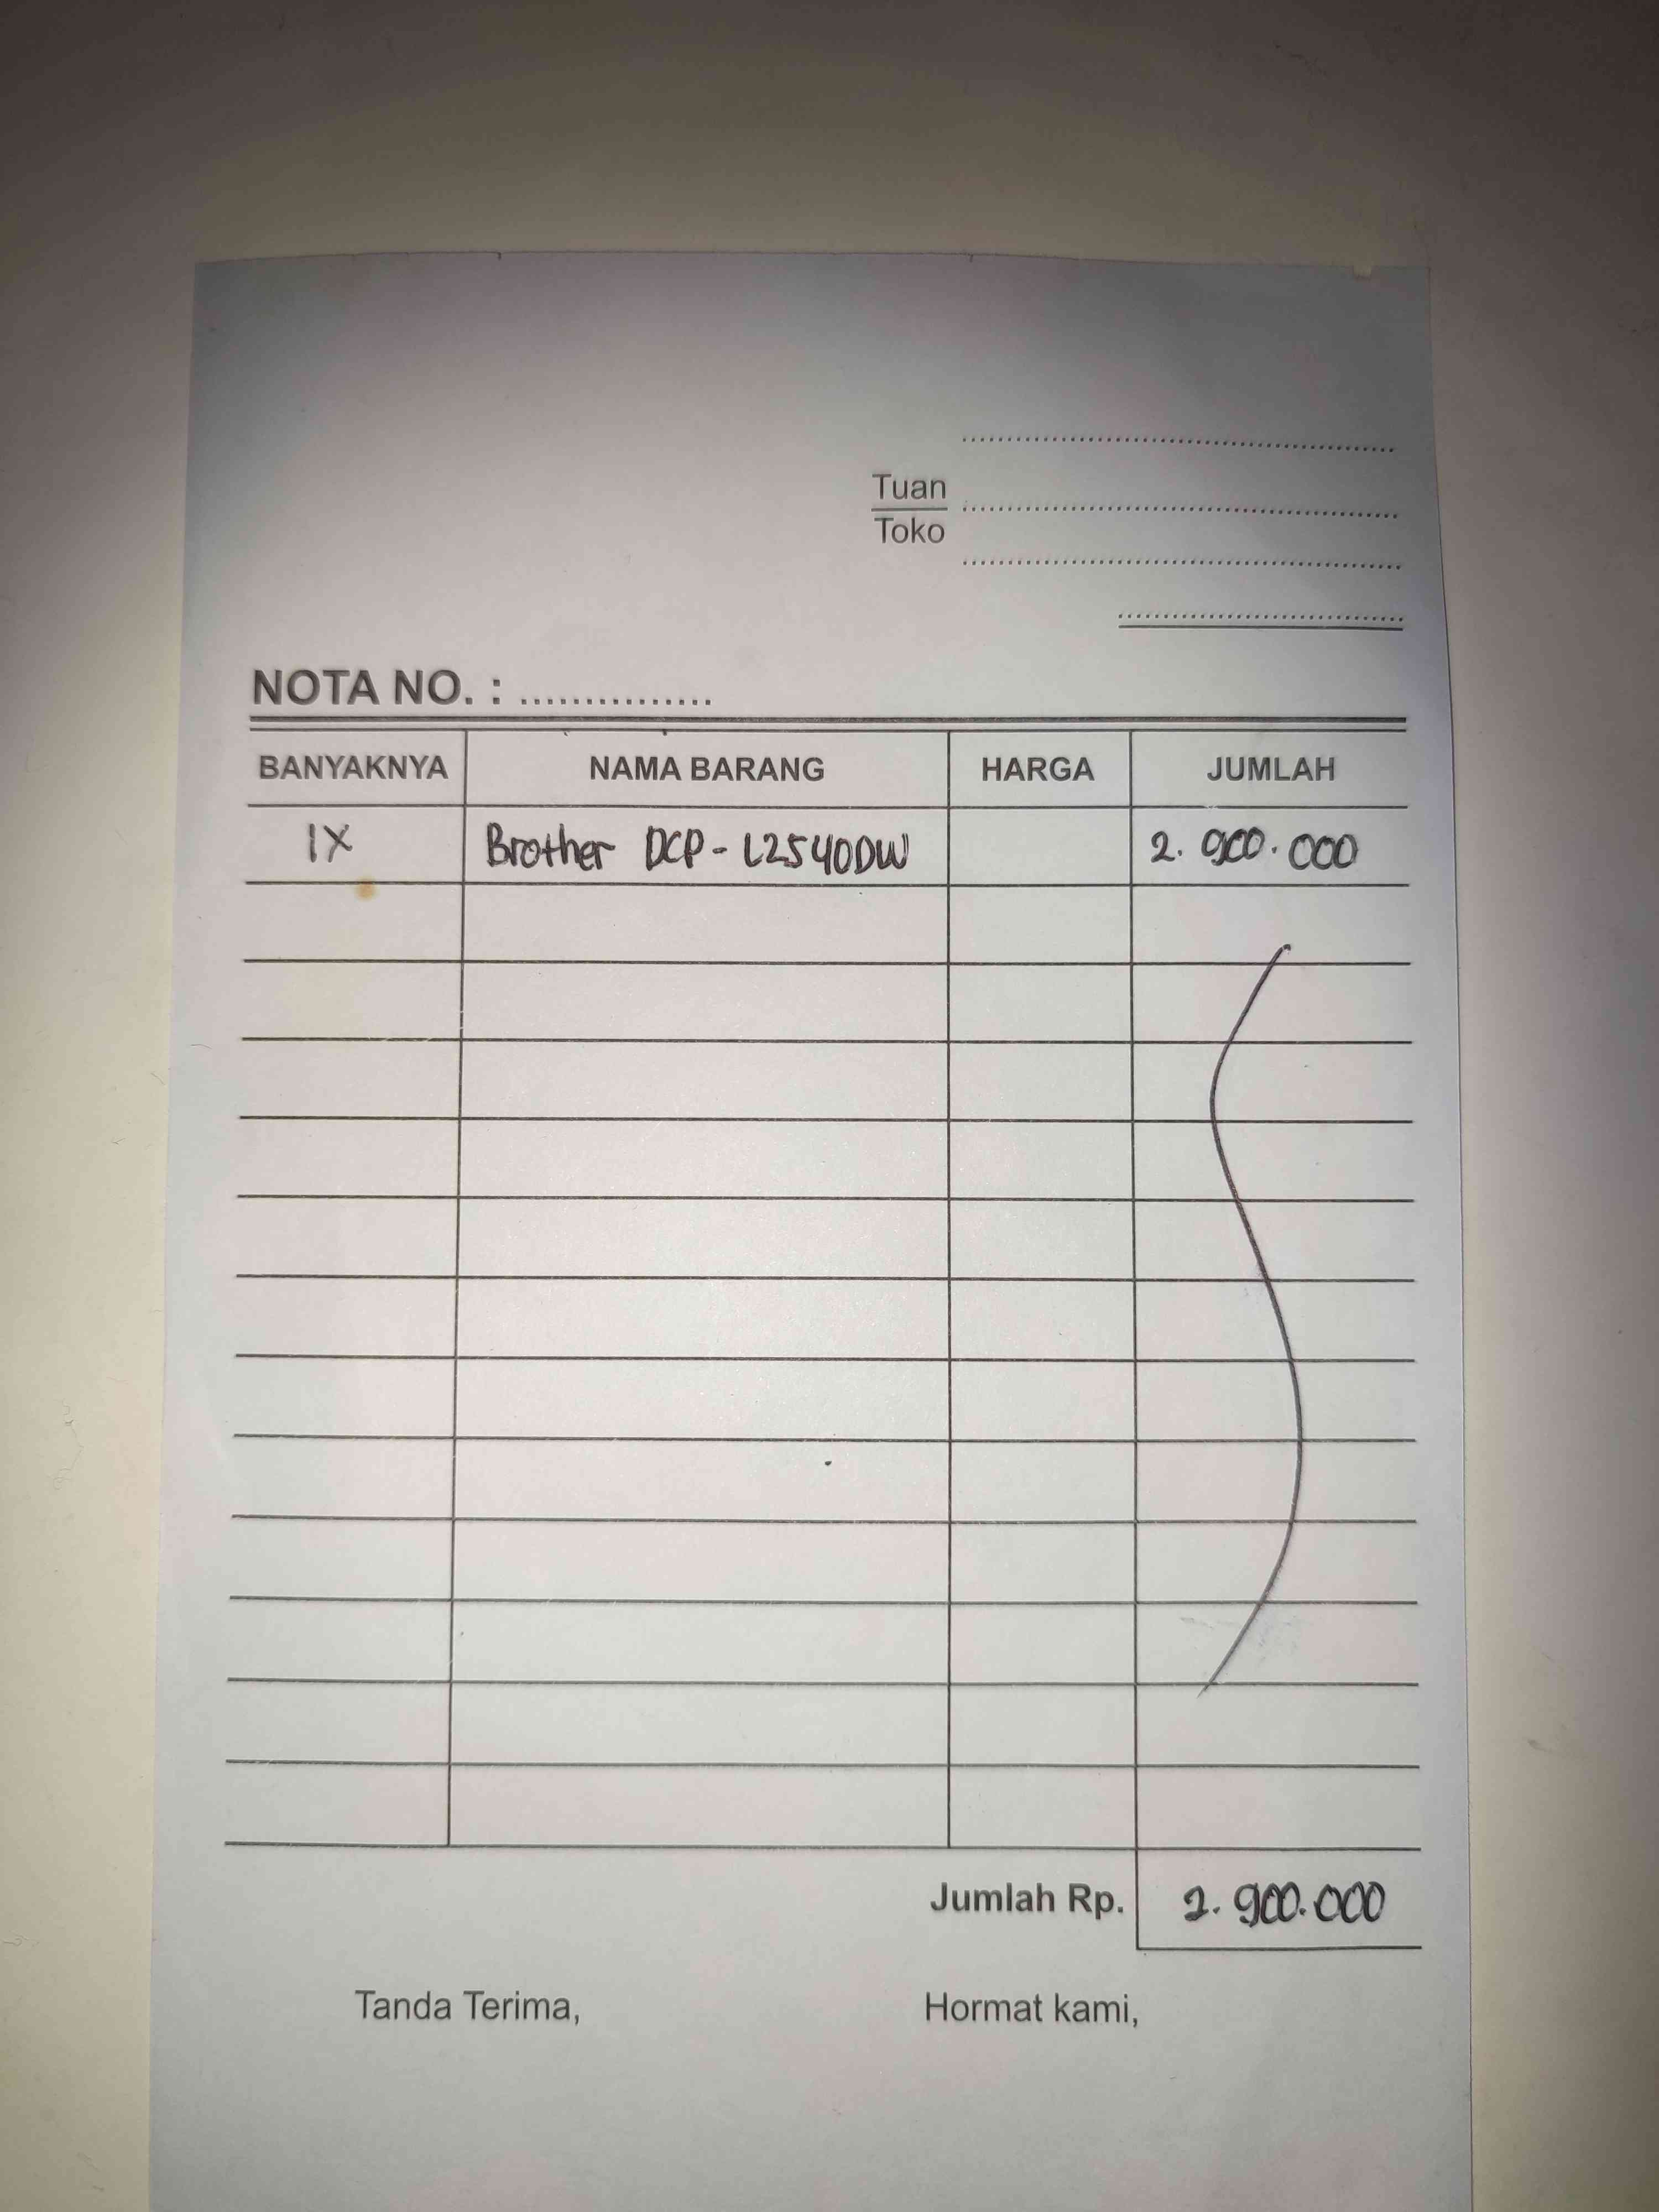 Tuan
Toko
NOTA NO. : ...............
BANYAKNYA NAMA BARANG HARGA JUMLAH
1X Brother DCP-L2540DW 2.900.000
Jumlah Rp. 2.900.000
Tanda Terima, Hormat kami,